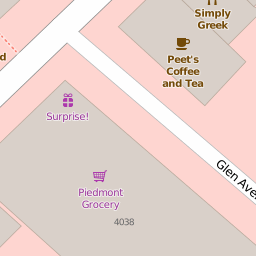 Simply
Greek
d
Peet's
Coffee
and Tea
Surprise!
Glen Ave
Piedmont
Grocery
4038